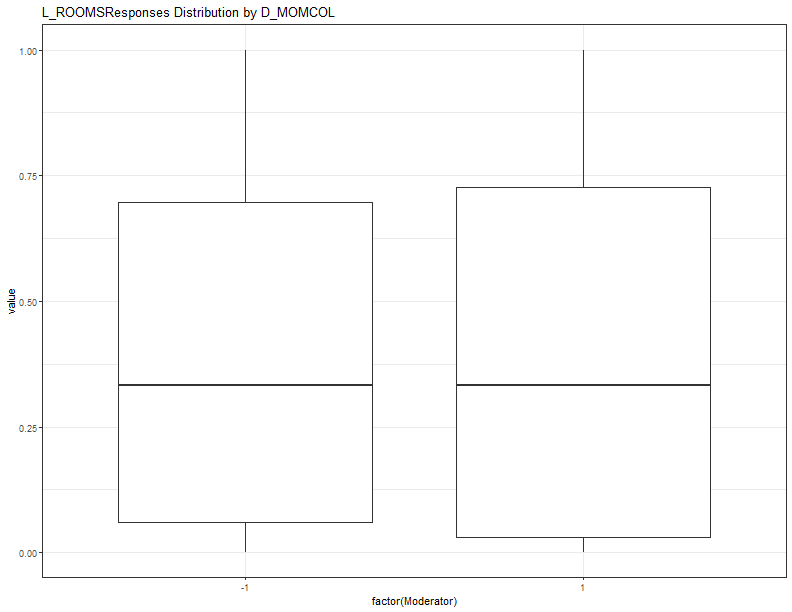 L_ROOMSResponses Distribution by D_MOMCOL
1.00
0.75
0.50
0.25
0.00
value
-1
1
factor(Moderator)